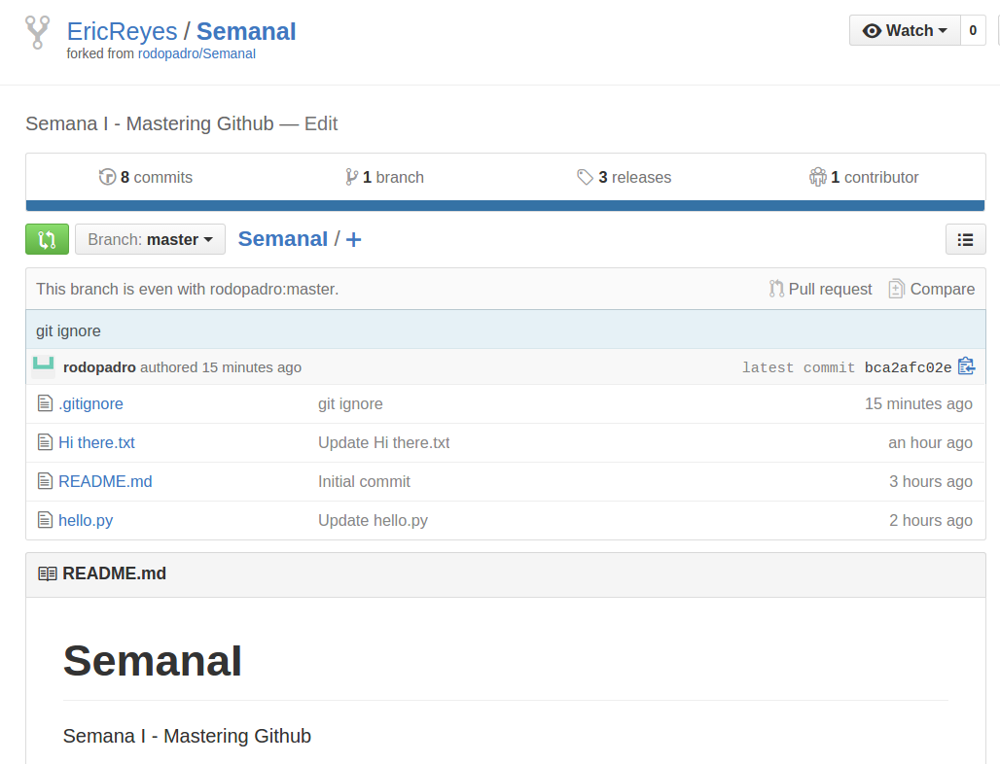 EricReyes / SemanaI
forked from rodopadro/SemanaI
Watch 0
Semana I - Mastering Github — Edit
8 commits 1 branch 3 releases 1 contributor
Branch: master SemanaI / +
This branch is even with rodopadro:master. Pull request Compare
git ignore
rodopadro authored 15 minutes ago latest commit bca2afc02e
.gitignore git ignore 15 minutes ago
Hi there.txt Update Hi there.txt an hour ago
README.md Initial commit 3 hours ago
hello.py Update hello.py 2 hours ago
README.md
SemanaI
Semana I - Mastering Github